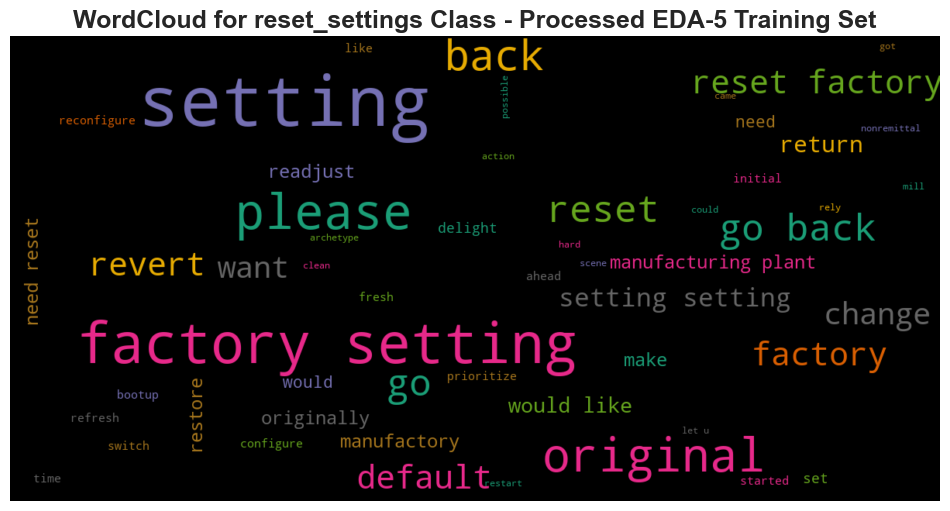 WordCloud for reset_settings Class - Processed EDA-5 Training Set
like
back
got
setting
possible
reset factory
came
reconfigure
need
nonremittal
return
action
readjust
initial
mill
please
reset
could
rely
delight
go back
archetype
need reset
revert
want
clean
hard
scene
manufacturing plant
ahead
fresh
setting setting
change
factory setting
factory
make
would
go
prioritize
bootup
restore
would like
refresh
originally
let u
switch
configure
manufactory
original
default
restart
time
started
set